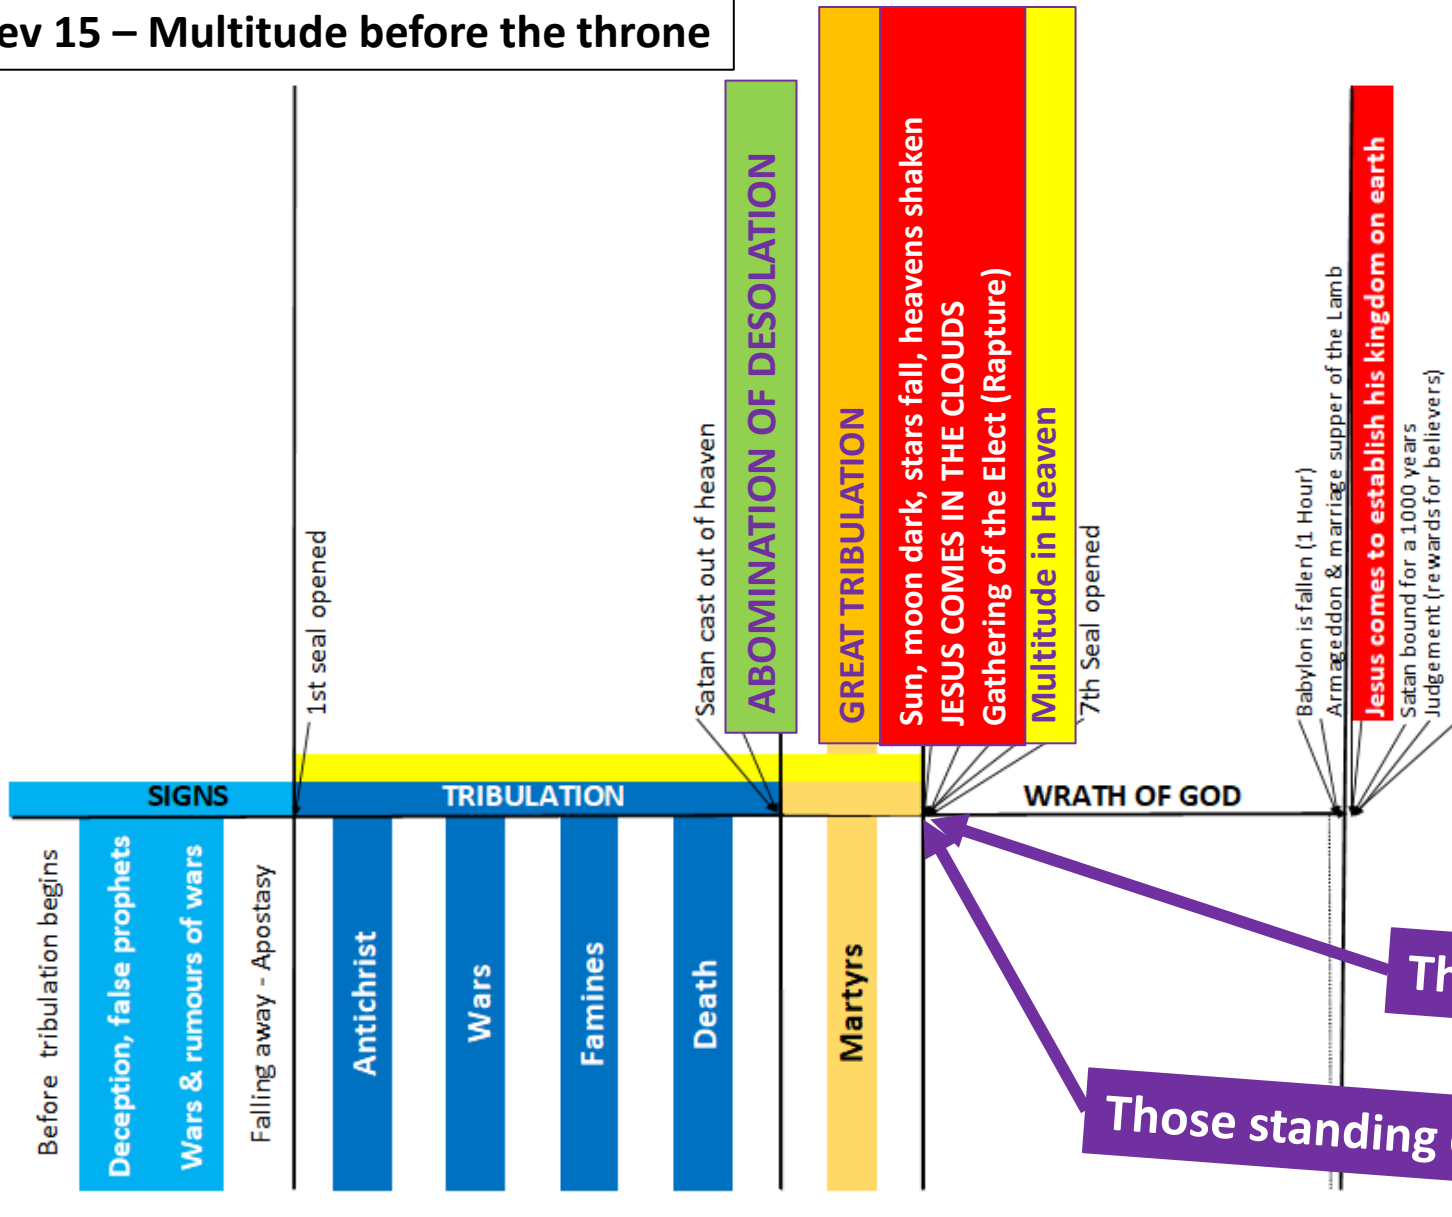 ev 15 – Multitude before the throne
1st seal opened
Satan cast out of heaven
ABOMINATION OF DESOLATION
GREAT TRIBULATION
Sun, moon dark, stars fall, heavens shaken
JESUS COMES IN THE CLOUDS
Gathering of the Elect (Rapture)
Multitude in Heaven
7th Seal opened
Babylon is fallen (1 Hour)
Armageddon & marriage supper of the Lamb
Jesus comes to establish his kingdom on earth
Satan bound for a 1000 years
Judgement (rewards for believers)
SIGNS
TRIBULATION
WRATH OF GOD
Before tribulation begins
Deception, false prophets
Wars & rumours of wars
Falling away - Apostasy
Antichrist
Wars
Famines
Death
Martyrs
Th
Those standing